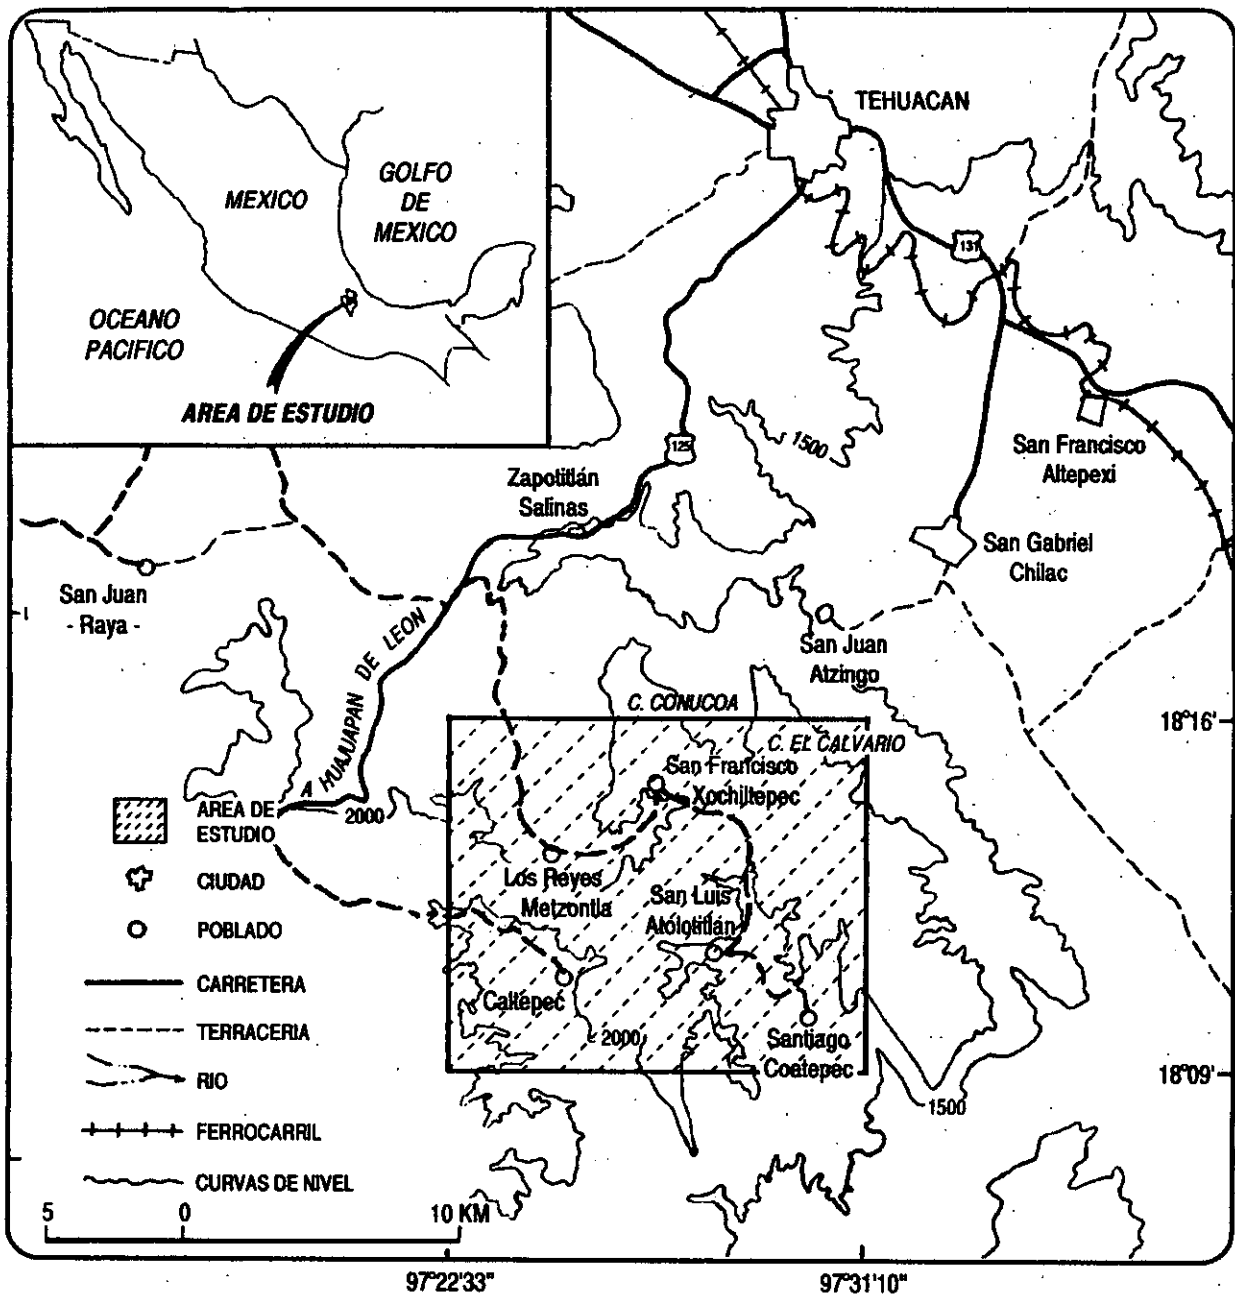 TEHUACAN
GOLFO
DE
MEXICO
MEXICO
OCEANO
PACIFICO
AREA DE ESTUDIO
131
125
1500
San Francisco
Altepexi
Zapotitlán
Salinas
San Gabriel
Chilac
San Juan
- Raya -
San Juan
Atzingo
A HUAJUAPAN DE LEON
C. CONUCOA
18°16'
C. EL CALVARIO
San Francisco
Xochiltepec
2000
Los Reyes
Metzontla
San Luis
Atolotitlán
Caltepec
2000
Santiago
Coatepec
18°09'
1500
AREA DE
ESTUDIO
CIUDAD
POBLADO
CARRETERA
TERRACERIA
RIO
FERROCARRIL
CURVAS DE NIVEL
5 0 10 KM
97°22'33" 97°31'10"